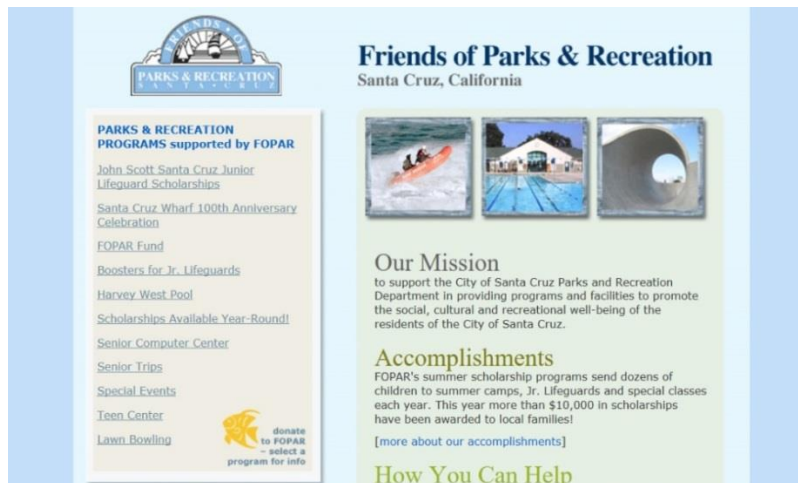 FRIENDS OF
PARKS & RECREATION
SANTA CRUZ
Friends of Parks & Recreation
Santa Cruz, California
PARKS & RECREATION
PROGRAMS supported by FOPAR
John Scott Santa Cruz Junior
Lifeguard Scholarships
Santa Cruz Wharf 100th Anniversary
Celebration
FOPAR Fund
Boosters for Jr. Lifeguards
Harvey West Pool
Scholarships Available Year-Round!
Senior Computer Center
Senior Trips
Special Events
Teen Center
Lawn Bowling
donate
to FOPAR
– select a
program for info
Our Mission
to support the City of Santa Cruz Parks and Recreation
Department in providing programs and facilities to promote
the social, cultural and recreational well-being of the
residents of the City of Santa Cruz.
Accomplishments
FOPAR's summer scholarship programs send dozens of
children to summer camps, Jr. Lifeguards and special classes
each year. This year more than $10,000 in scholarships
have been awarded to local families!
[more about our accomplishments]
How You Can Help